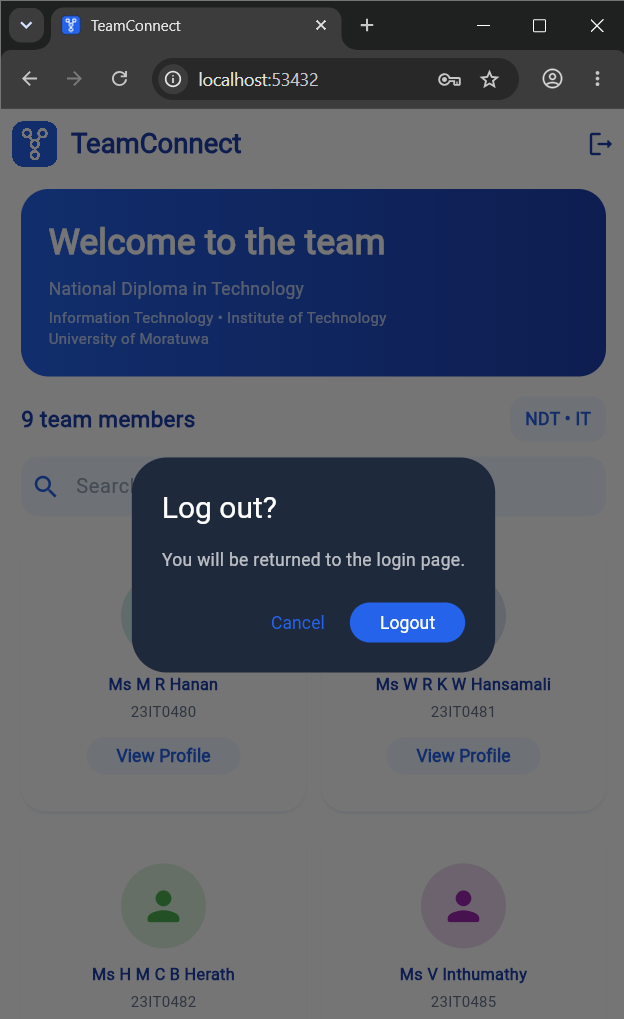 TeamConnect
localhost:53432
TeamConnect
Welcome to the team
National Diploma in Technology
Information Technology • Institute of Technology
University of Moratuwa
9 team members
NDT • IT
Search
Log out?
You will be returned to the login page.
Cancel
Logout
Ms M R Hanan
Ms W R K W Hansamali
23IT0480
23IT0481
View Profile
View Profile
Ms H M C B Herath
Ms V Inthumathy
23IT0482
23IT0485